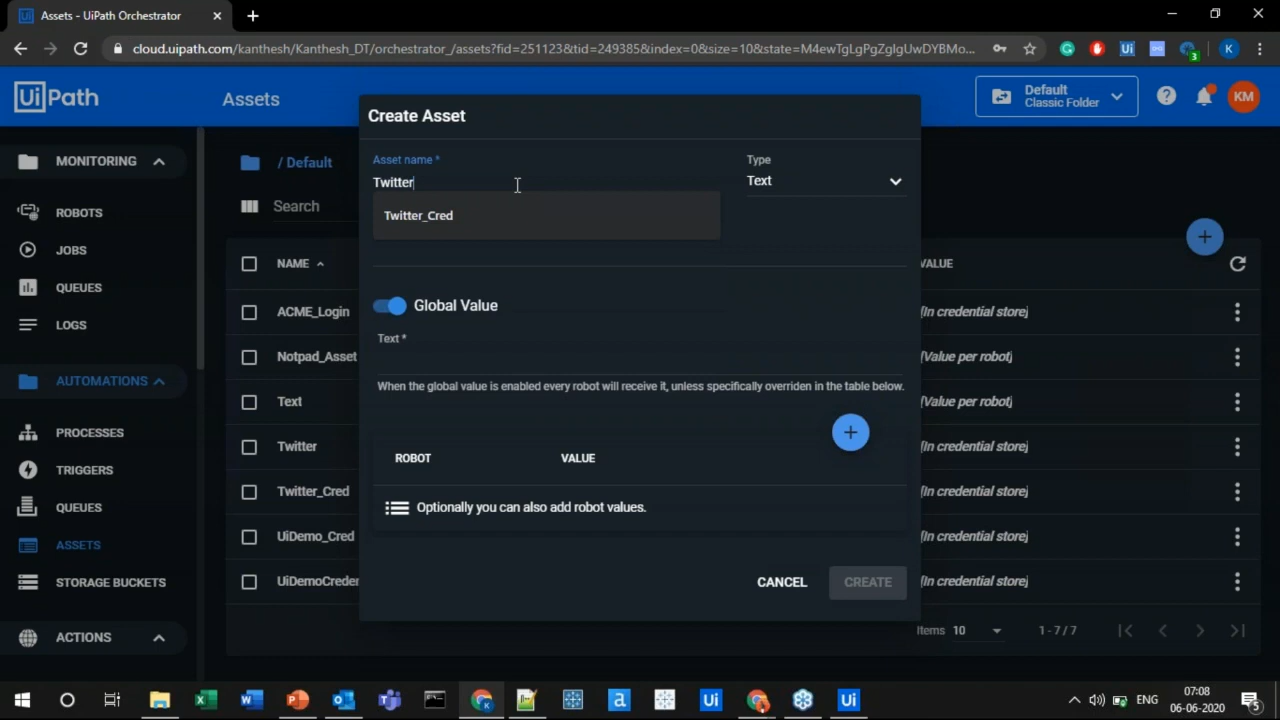 Assets - UiPath Orchestrator
cloud.uipath.com/kanthesh/Kanthesh_DT/orchestrator_/assets?fid=251123&tid=249385&index=0&size=10&state=M4ewTgLgPgZglgUwDYBMo...
Ui
3
K
UiPath
Assets
Default
Classic Folder
KM
MONITORING
ROBOTS
JOBS
QUEUES
LOGS
AUTOMATIONS
PROCESSES
TRIGGERS
QUEUES
ASSETS
STORAGE BUCKETS
ACTIONS
/ Default
Search
NAME
VALUE
ACME_Login
[In credential store]
Notpad_Asset
[Value per robot]
Text
[Value per robot]
Twitter
[In credential store]
Twitter_Cred
[In credential store]
UiDemo_Cred
[In credential store]
UiDemoCreder
[In credential store]
Items 10
1 - 7 / 7
Create Asset
Asset name *
Twitter
Twitter_Cred
Type
Text
Global Value
Text *
When the global value is enabled every robot will receive it, unless specifically overriden in the table below.
ROBOT
VALUE
Optionally you can also add robot values.
CANCEL
CREATE
a
Ui
Ui
ENG
07:08
06-06-2020
5